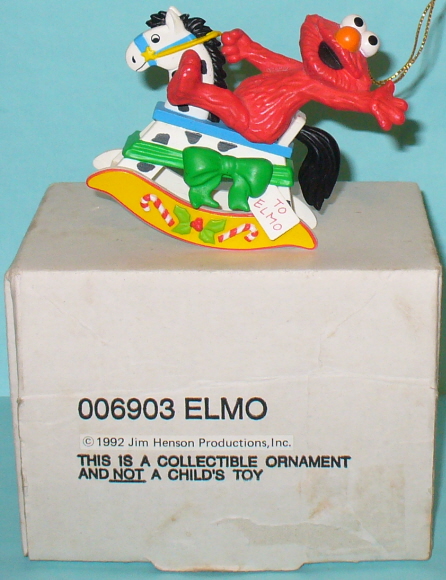 TO
ELMO
006903 ELMO
© 1992 Jim Henson Productions, Inc.
THIS IS A COLLECTIBLE ORNAMENT
AND NOT A CHILD'S TOY